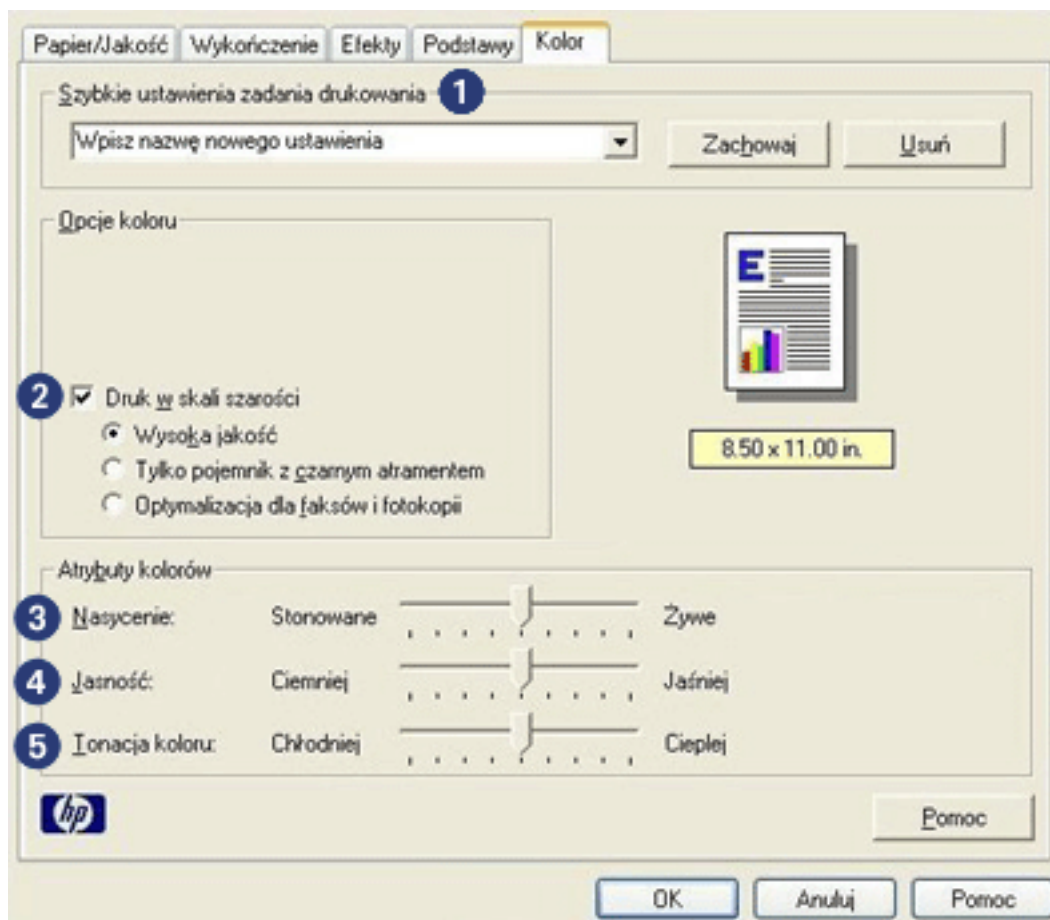 Papier/Jakość Wykończenie Efekty Podstawy Kolor
Szybkie ustawienia zadania drukowania 1
Wpisz nazwę nowego ustawienia Zachowaj Usuń
Opcje koloru
E
2 Druk w skali szarości
Wysoka jakość
8.50 x 11.00 in.
Tylko pojemnik z czarnym atramentem
Optymalizacja dla faksów i fotokopii
Atrybuty kolorów
3 Nasycenie: Stonowane Żywe
4 Jasność: Ciemniej Jaśniej
5 Tonacja koloru: Chłodniej Cieplej
hp Pomoc
OK Anuluj Pomoc